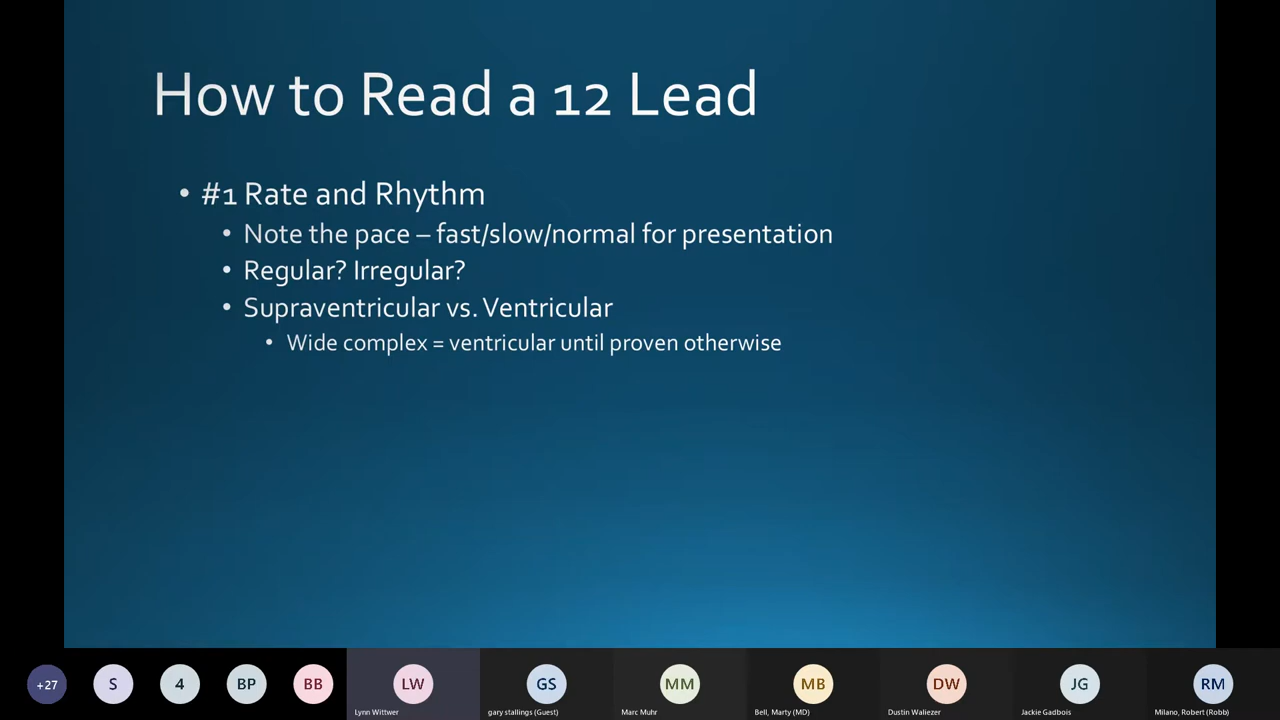 How to Read a 12 Lead
• #1 Rate and Rhythm
• Note the pace – fast/slow/normal for presentation
• Regular? Irregular?
• Supraventricular vs. Ventricular
• Wide complex = ventricular until proven otherwise
+27 S 4 BP BB LW GS MM MB DW JG RM
Lynn Wittwer gary stallings (Guest) Marc Muhr Bell, Marty (MD) Dustin Waliezer Jackie Gadbois Milano, Robert (Robb)